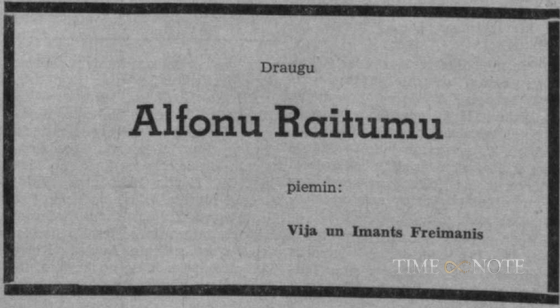 Draugu
Alfonu Raitumu
piemin:
Vija un Imants Freimanis
TIME NOTE